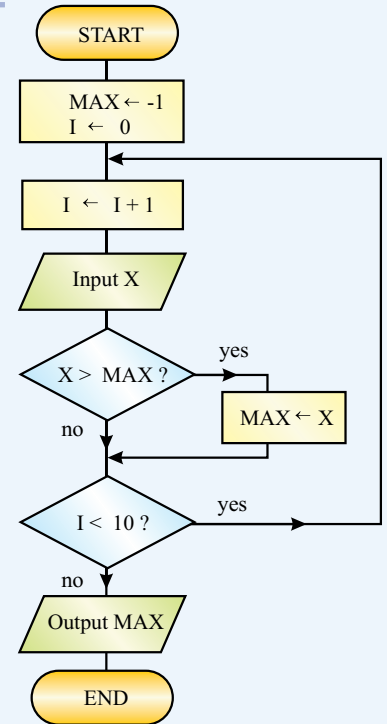 START
MAX ← -1
I ← 0
I ← I + 1
Input X
X > MAX ?
yes
MAX ← X
no
I < 10 ?
yes
no
Output MAX
END